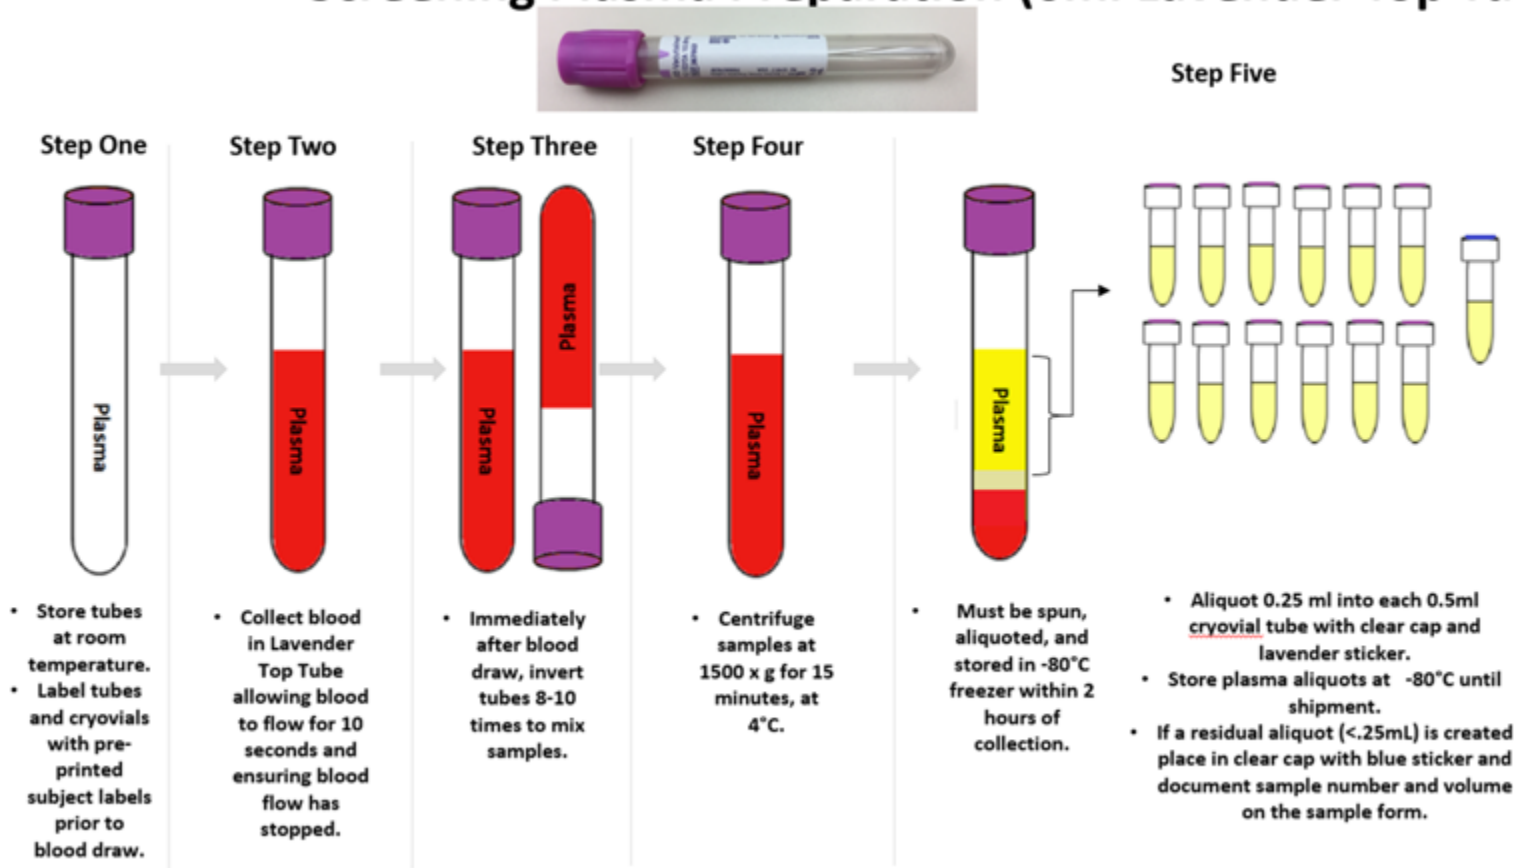 Screening Plasma Preparation (6ml Lavender Top Tu
Step Five
Step One
Step Two
Step Three
Step Four
Plasma
Plasma
Plasma
Plasma
Plasma
Plasma
• Store tubes
at room
temperature.
• Label tubes
and cryovials
with pre-
printed
subject labels
prior to
blood draw.
• Collect blood
in Lavender
Top Tube
allowing blood
to flow for 10
seconds and
ensuring blood
flow has
stopped.
• Immediately
after blood
draw, invert
tubes 8-10
times to mix
samples.
• Centrifuge
samples at
1500 x g for 15
minutes, at
4°C.
• Must be spun,
aliquoted, and
stored in -80°C
freezer within 2
hours of
collection.
• Aliquot 0.25 ml into each 0.5ml
cryovial tube with clear cap and
lavender sticker.
• Store plasma aliquots at -80°C until
shipment.
• If a residual aliquot (<.25mL) is created
place in clear cap with blue sticker and
document sample number and volume
on the sample form.